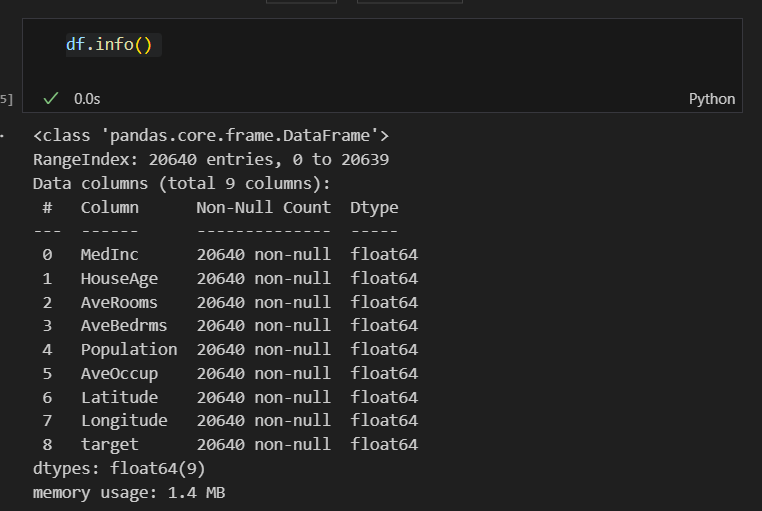 df.info()
5]
0.0s
Python
<class 'pandas.core.frame.DataFrame'>
RangeIndex: 20640 entries, 0 to 20639
Data columns (total 9 columns):
 #   Column      Non-Null Count  Dtype
---  ------      --------------  -----
 0   MedInc      20640 non-null  float64
 1   HouseAge    20640 non-null  float64
 2   AveRooms    20640 non-null  float64
 3   AveBedrms   20640 non-null  float64
 4   Population  20640 non-null  float64
 5   AveOccup    20640 non-null  float64
 6   Latitude    20640 non-null  float64
 7   Longitude   20640 non-null  float64
 8   target      20640 non-null  float64
dtypes: float64(9)
memory usage: 1.4 MB